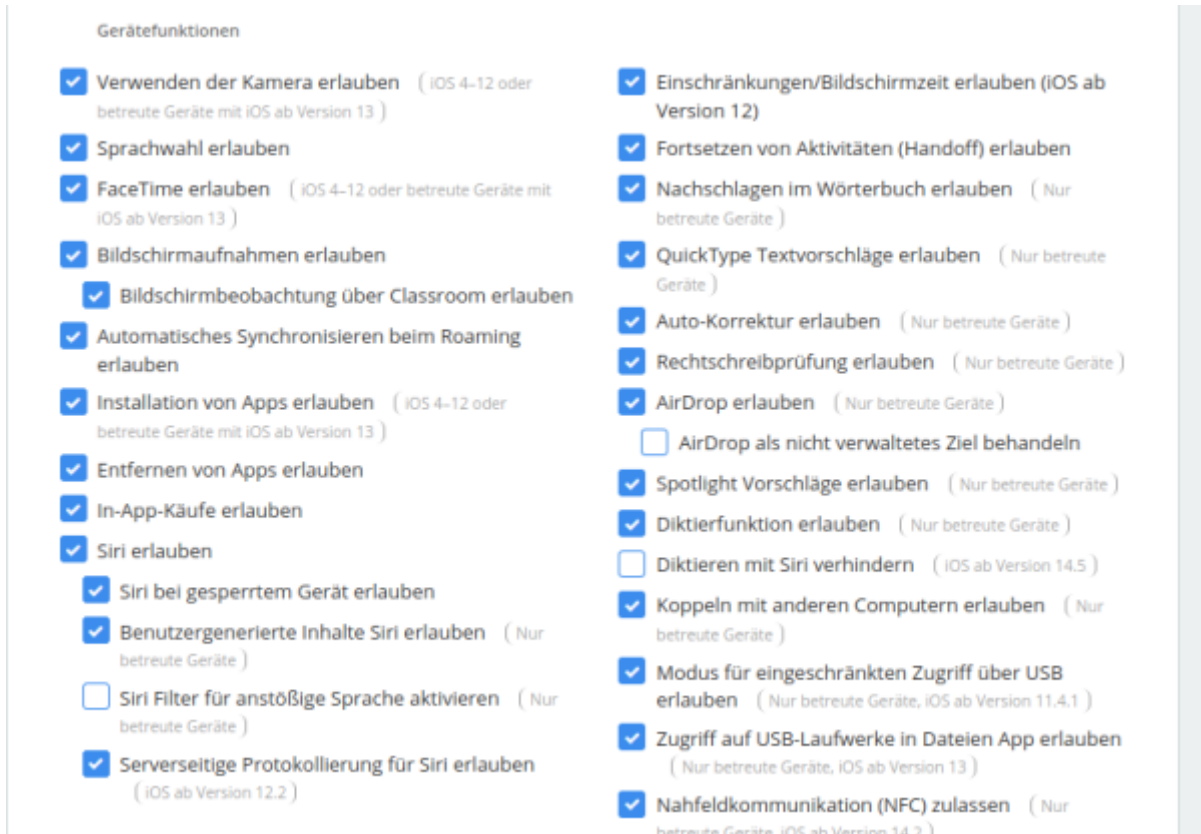 Gerätefunktionen
Verwenden der Kamera erlauben ( iOS 4–12 oder
betreute Geräte mit iOS ab Version 13 )
Sprachwahl erlauben
FaceTime erlauben ( iOS 4–12 oder betreute Geräte mit
iOS ab Version 13 )
Bildschirmaufnahmen erlauben
Bildschirmbeobachtung über Classroom erlauben
Automatisches Synchronisieren beim Roaming
erlauben
Installation von Apps erlauben ( iOS 4–12 oder
betreute Geräte mit iOS ab Version 13 )
Entfernen von Apps erlauben
In-App-Käufe erlauben
Siri erlauben
Siri bei gesperrtem Gerät erlauben
Benutzergenerierte Inhalte Siri erlauben ( Nur
betreute Geräte )
Siri Filter für anstößige Sprache aktivieren ( Nur
betreute Geräte )
Serverseitige Protokollierung für Siri erlauben
( iOS ab Version 12.2 )
Einschränkungen/Bildschirmzeit erlauben (iOS ab
Version 12)
Fortsetzen von Aktivitäten (Handoff) erlauben
Nachschlagen im Wörterbuch erlauben ( Nur
betreute Geräte )
QuickType Textvorschläge erlauben ( Nur betreute
Geräte )
Auto-Korrektur erlauben ( Nur betreute Geräte )
Rechtschreibprüfung erlauben ( Nur betreute Geräte )
AirDrop erlauben ( Nur betreute Geräte )
AirDrop als nicht verwaltetes Ziel behandeln
Spotlight Vorschläge erlauben ( Nur betreute Geräte )
Diktierfunktion erlauben ( Nur betreute Geräte )
Diktieren mit Siri verhindern ( iOS ab Version 14.5 )
Koppeln mit anderen Computern erlauben ( Nur
betreute Geräte )
Modus für eingeschränkten Zugriff über USB
erlauben ( Nur betreute Geräte, iOS ab Version 11.4.1 )
Zugriff auf USB-Laufwerke in Dateien App erlauben
( Nur betreute Geräte, iOS ab Version 13 )
Nahfeldkommunikation (NFC) zulassen ( Nur
betreute Geräte, iOS ab Version 14.2 )